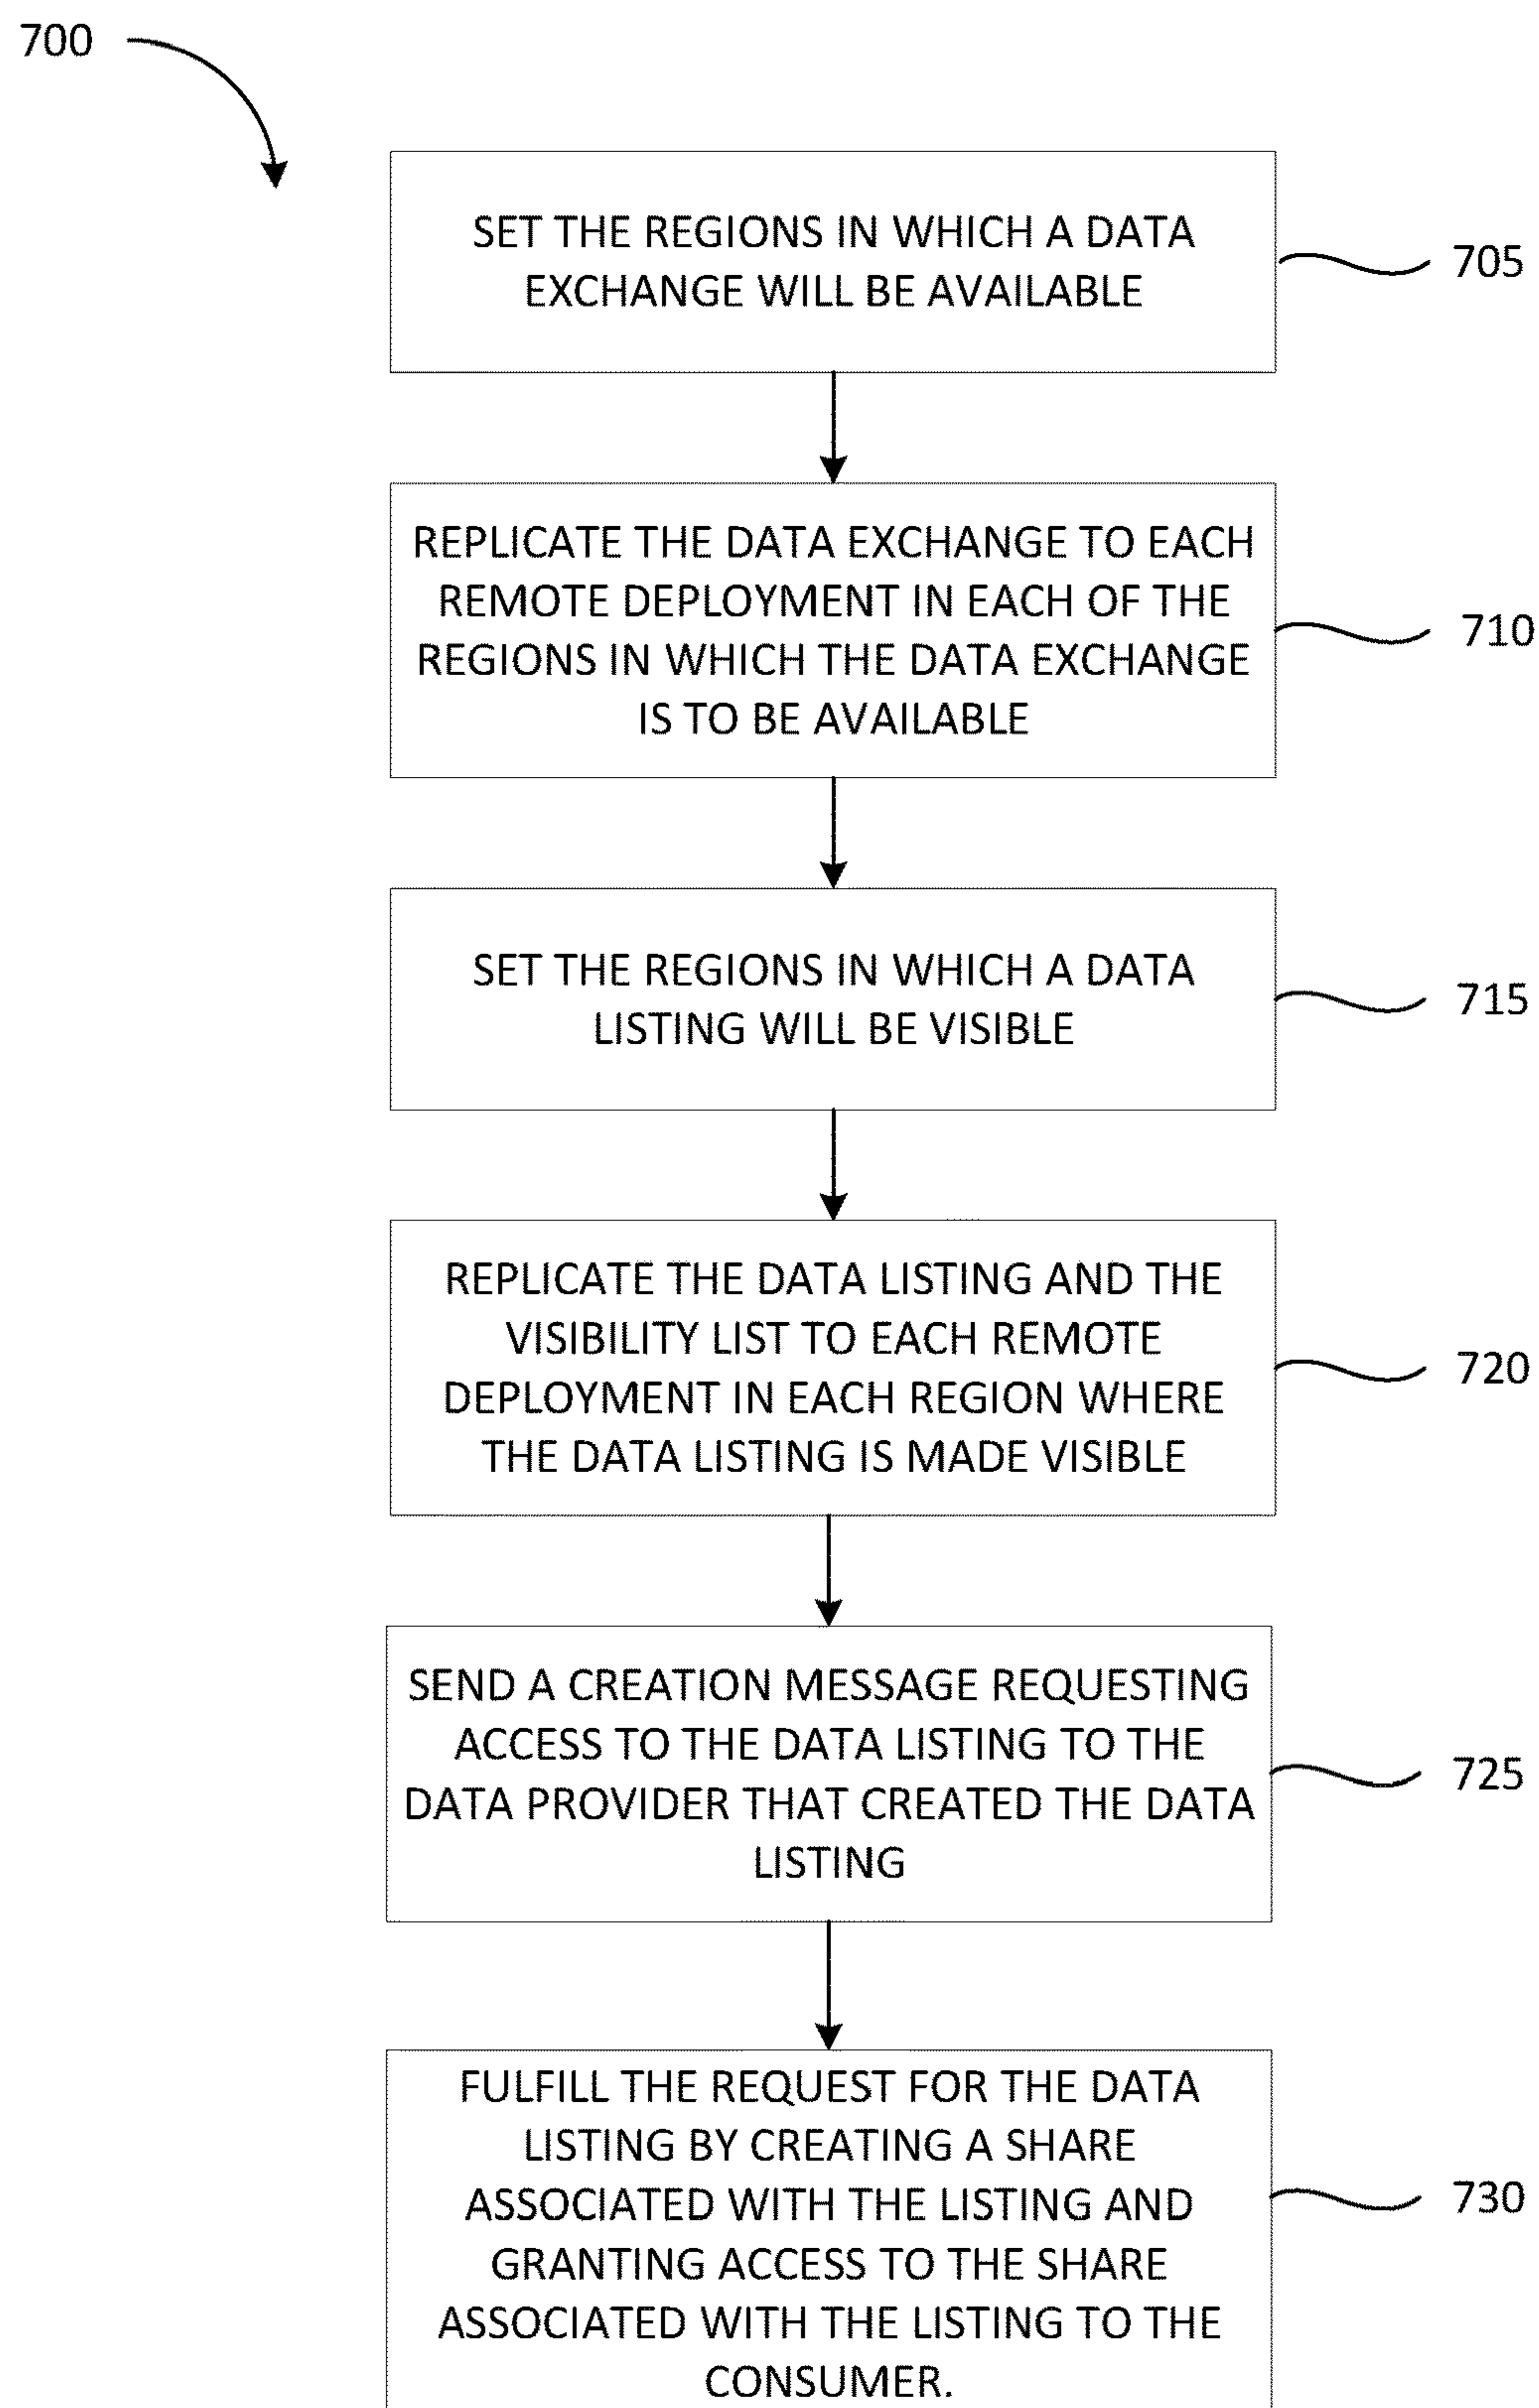 700
SET THE REGIONS IN WHICH A DATA
EXCHANGE WILL BE AVAILABLE
705
REPLICATE THE DATA EXCHANGE TO EACH
REMOTE DEPLOYMENT IN EACH OF THE
REGIONS IN WHICH THE DATA EXCHANGE
IS TO BE AVAILABLE
710
SET THE REGIONS IN WHICH A DATA
LISTING WILL BE VISIBLE
715
REPLICATE THE DATA LISTING AND THE
VISIBILITY LIST TO EACH REMOTE
DEPLOYMENT IN EACH REGION WHERE
THE DATA LISTING IS MADE VISIBLE
720
SEND A CREATION MESSAGE REQUESTING
ACCESS TO THE DATA LISTING TO THE
DATA PROVIDER THAT CREATED THE DATA
LISTING
725
FULFILL THE REQUEST FOR THE DATA
LISTING BY CREATING A SHARE
ASSOCIATED WITH THE LISTING AND
GRANTING ACCESS TO THE SHARE
ASSOCIATED WITH THE LISTING TO THE
CONSUMER.
730